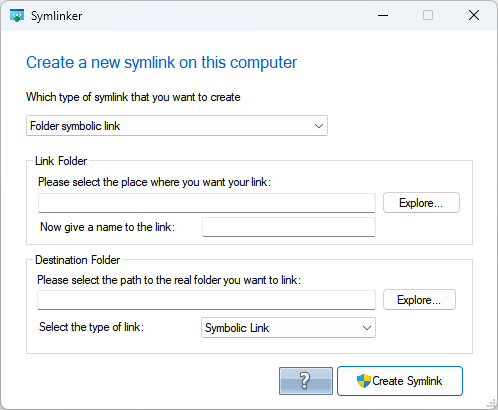 Symlinker
Create a new symlink on this computer
Which type of symlink that you want to create
Folder symbolic link
Link Folder
Please select the place where you want your link:
Explore...
Now give a name to the link:
Destination Folder
Please select the path to the real folder you want to link:
Explore...
Select the type of link:
Symbolic Link
?
Create Symlink